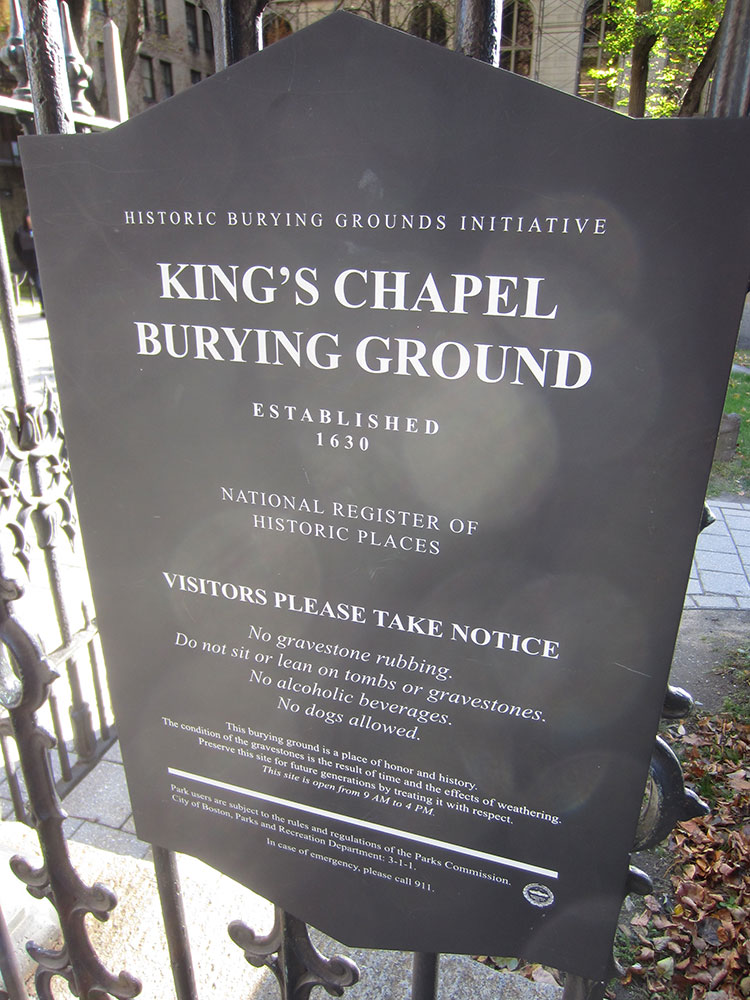 HISTORIC BURYING GROUNDS INITIATIVE
KING'S CHAPEL
BURYING GROUND
ESTABLISHED
1630
NATIONAL REGISTER OF
HISTORIC PLACES
VISITORS PLEASE TAKE NOTICE
No gravestone rubbing.
Do not sit or lean on tombs or gravestones.
No alcoholic beverages.
No dogs allowed.
This burying ground is a place of honor and history.
The condition of the gravestones is the result of time and the effects of weathering.
Preserve this site for future generations by treating it with respect.
This site is open from 9 AM to 4 PM.
Park users are subject to the rules and regulations of the Parks Commission.
City of Boston, Parks and Recreation Department: 3-1-1.
In case of emergency, please call 911.